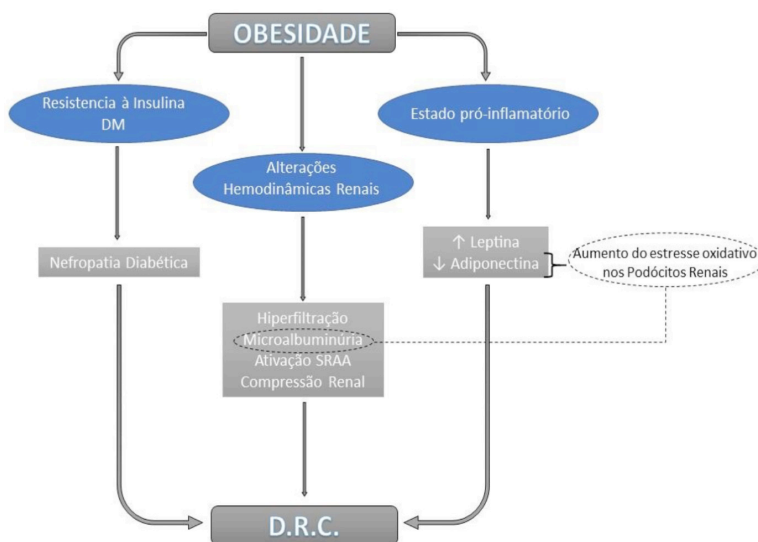 OBESIDADE
Resistencia à Insulina
DM
Estado pró-inflamatório
Alterações
Hemodinâmicas Renais
Nefropatia Diabética
↑ Leptina
↓ Adiponectina
Aumento do estresse oxidativo
nos Podócitos Renais
Hiperfiltração
Microalbuminúria
Ativação SRAA
Compressão Renal
D.R.C.